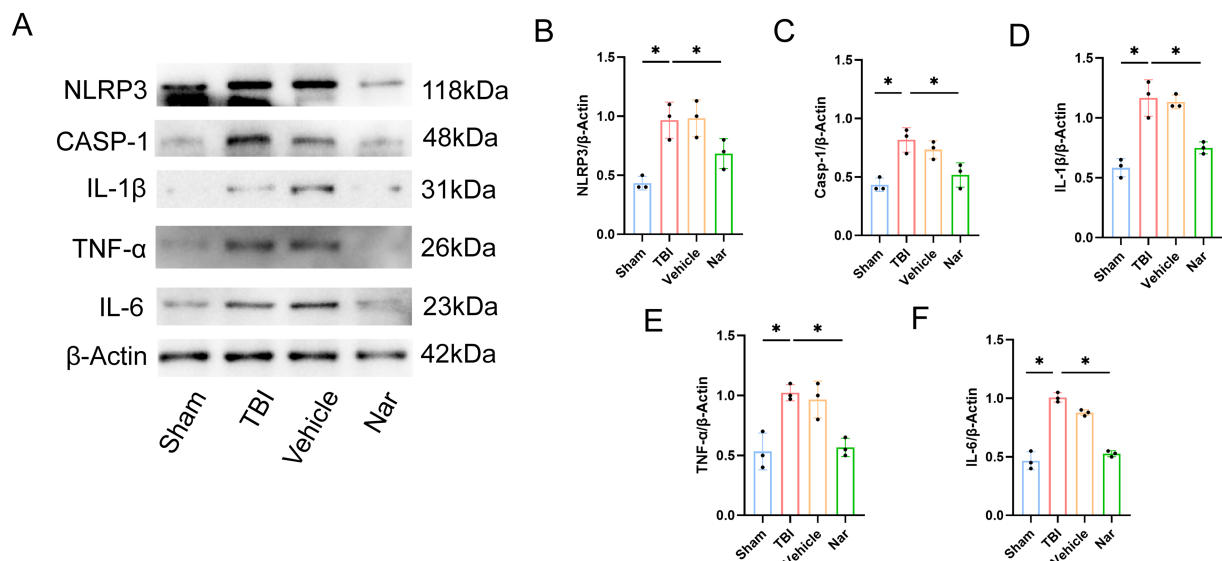 A
NLRP3 118kDa
CASP-1 48kDa
IL-1β 31kDa
TNF-α 26kDa
IL-6 23kDa
β-Actin 42kDa
Sham TBI Vehicle Nar
B
* *
NLRP3/β-Actin
1.5
1.0
0.5
0.0
Sham TBI Vehicle Nar
C
* *
Casp-1/β-Actin
1.5
1.0
0.5
0.0
Sham TBI Vehicle Nar
D
* *
IL-1β/β-Actin
1.5
1.0
0.5
0.0
Sham TBI Vehicle Nar
E
* *
TNF-α/β-Actin
1.5
1.0
0.5
0.0
Sham TBI Vehicle Nar
F
* *
IL-6/β-Actin
1.5
1.0
0.5
0.0
Sham TBI Vehicle Nar